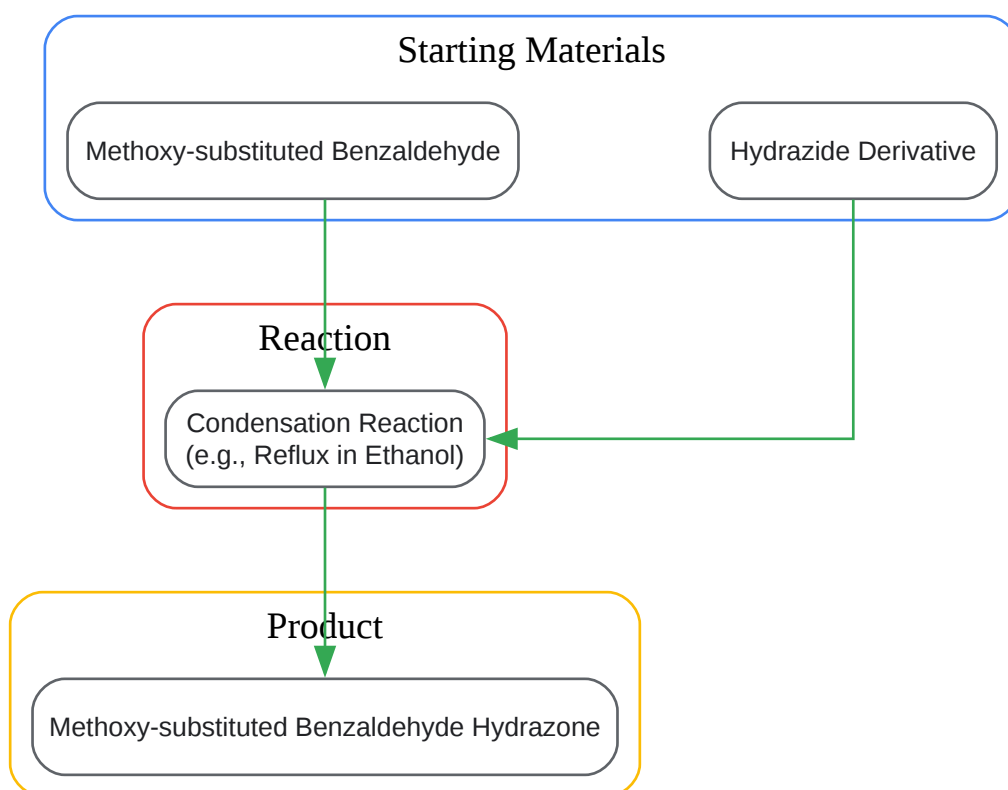 Starting Materials
Methoxy-substituted Benzaldehyde
Hydrazide Derivative
Reaction
Condensation Reaction
(e.g., Reflux in Ethanol)
Product
Methoxy-substituted Benzaldehyde Hydrazone